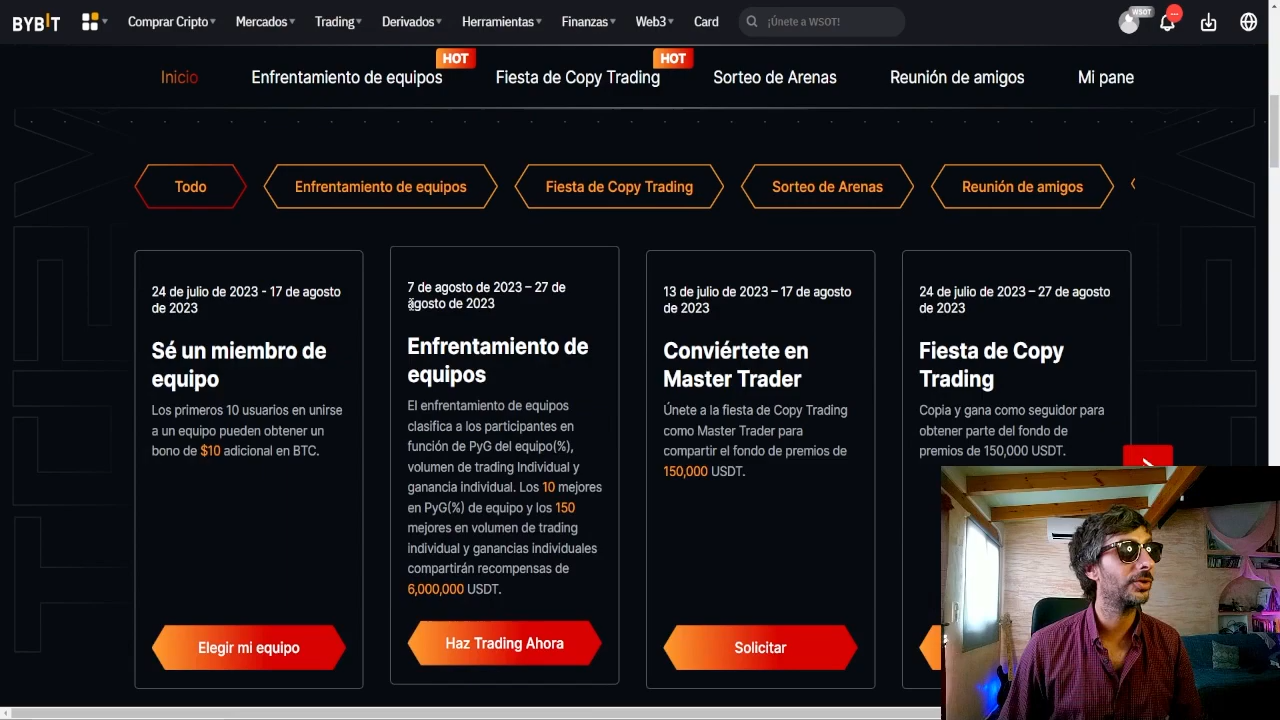 BYBIT Comprar Cripto Mercados Trading Derivados Herramientas Finanzas Web3 Card ¡Únete a WSOT! WSOT
Inicio Enfrentamiento de equipos HOT Fiesta de Copy Trading HOT Sorteo de Arenas Reunión de amigos Mi pane
Todo Enfrentamiento de equipos Fiesta de Copy Trading Sorteo de Arenas Reunión de amigos
24 de julio de 2023 - 17 de agosto
de 2023
Sé un miembro de
equipo
Los primeros 10 usuarios en unirse
a un equipo pueden obtener un
bono de $10 adicional en BTC.
Elegir mi equipo
7 de agosto de 2023 – 27 de
agosto de 2023
Enfrentamiento de
equipos
El enfrentamiento de equipos
clasifica a los participantes en
función de PyG del equipo(%),
volumen de trading Individual y
ganancia individual. Los 10 mejores
en PyG(%) de equipo y los 150
mejores en volumen de trading
individual y ganancias individuales
compartirán recompensas de
6,000,000 USDT.
Haz Trading Ahora
13 de julio de 2023 – 17 de agosto
de 2023
Conviértete en
Master Trader
Únete a la fiesta de Copy Trading
como Master Trader para
compartir el fondo de premios de
150,000 USDT.
Solicitar
24 de julio de 2023 – 27 de agosto
de 2023
Fiesta de Copy
Trading
Copia y gana como seguidor para
obtener parte del fondo de
premios de 150,000 USDT.